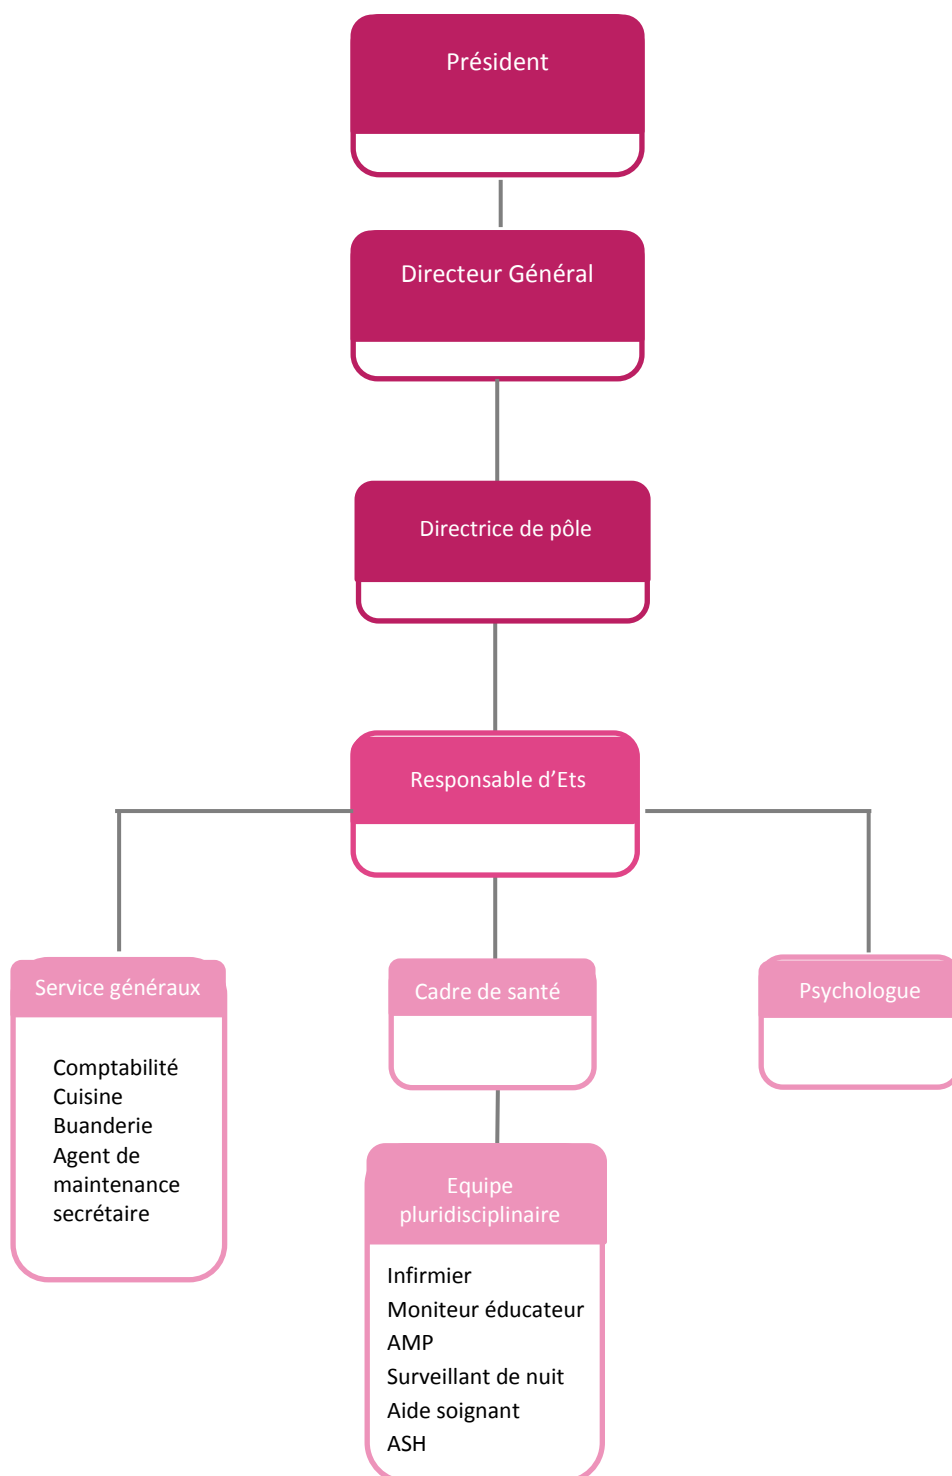 Président
Directeur Général
Directrice de pôle
Responsable d’Ets
Service généraux
Comptabilité
Cuisine
Buanderie
Agent de
maintenance
secrétaire
Cadre de santé
Psychologue
Equipe
pluridisciplinaire
Infirmier
Moniteur éducateur
AMP
Surveillant de nuit
Aide soignant
ASH